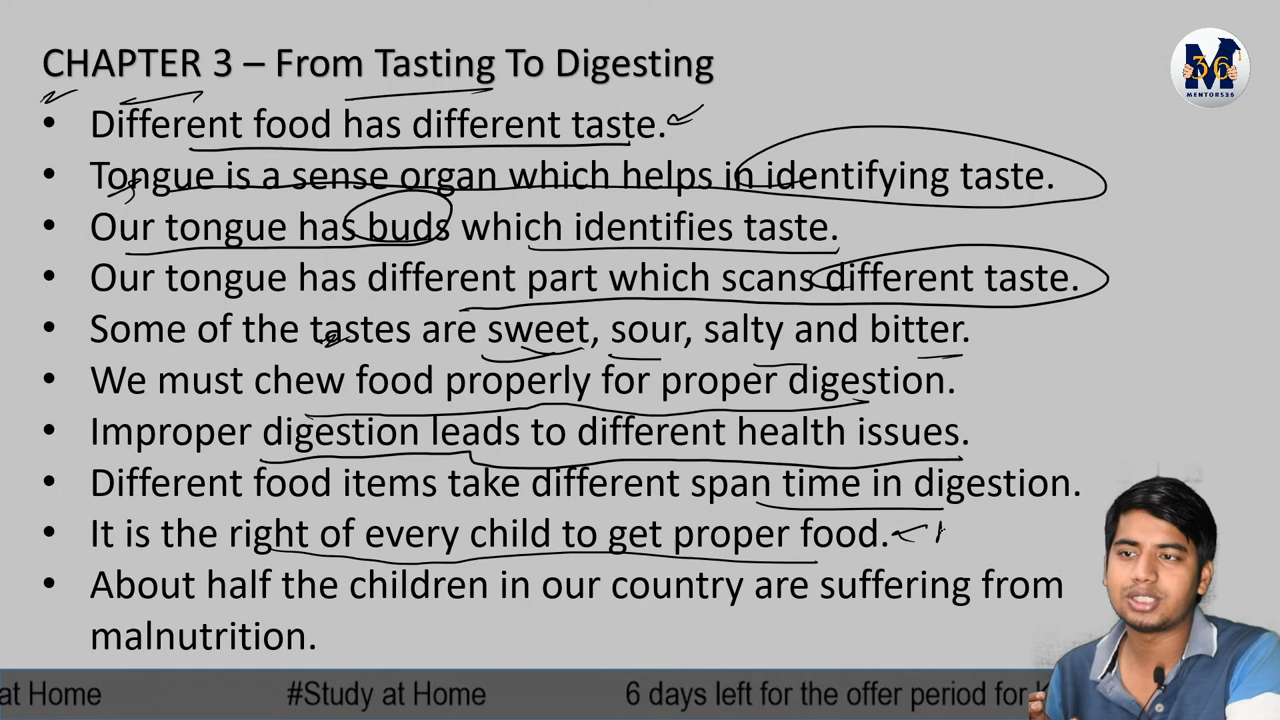 CHAPTER 3 – From Tasting To Digesting
M
36
MENTORS36
• Different food has different taste.
• Tongue is a sense organ which helps in identifying taste.
• Our tongue has buds which identifies taste.
• Our tongue has different part which scans different taste.
• Some of the tastes are sweet, sour, salty and bitter.
• We must chew food properly for proper digestion.
• Improper digestion leads to different health issues.
• Different food items take different span time in digestion.
• It is the right of every child to get proper food.
• About half the children in our country are suffering from
malnutrition.
at Home #Study at Home 6 days left for the offer period for